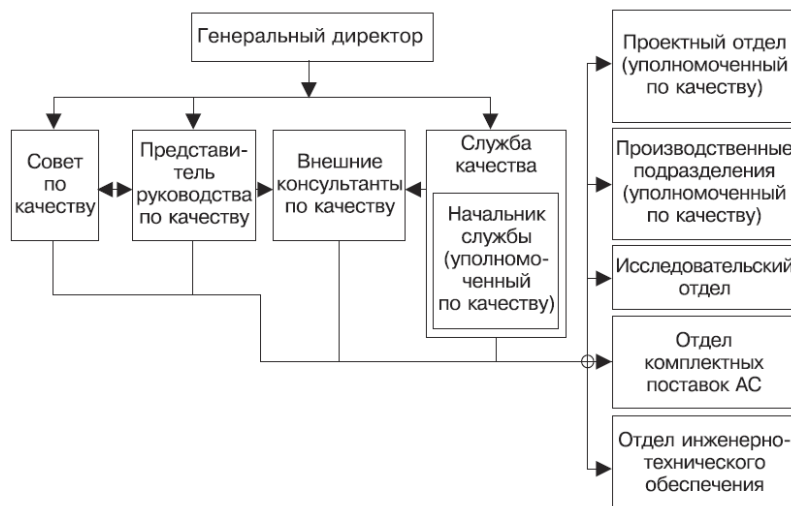 Генеральный директор
Совет
по
качеству
Представи-
тель
руководства
по качеству
Внешние
консультанты
по качеству
Служба
качества
Начальник
службы
(уполномо-
ченный
по качеству)
Проектный отдел
(уполномоченный
по качеству)
Производственные
подразделения
(уполномоченный
по качеству)
Исследовательский
отдел
Отдел
комплектных
поставок АС
Отдел инженерно-
технического
обеспечения